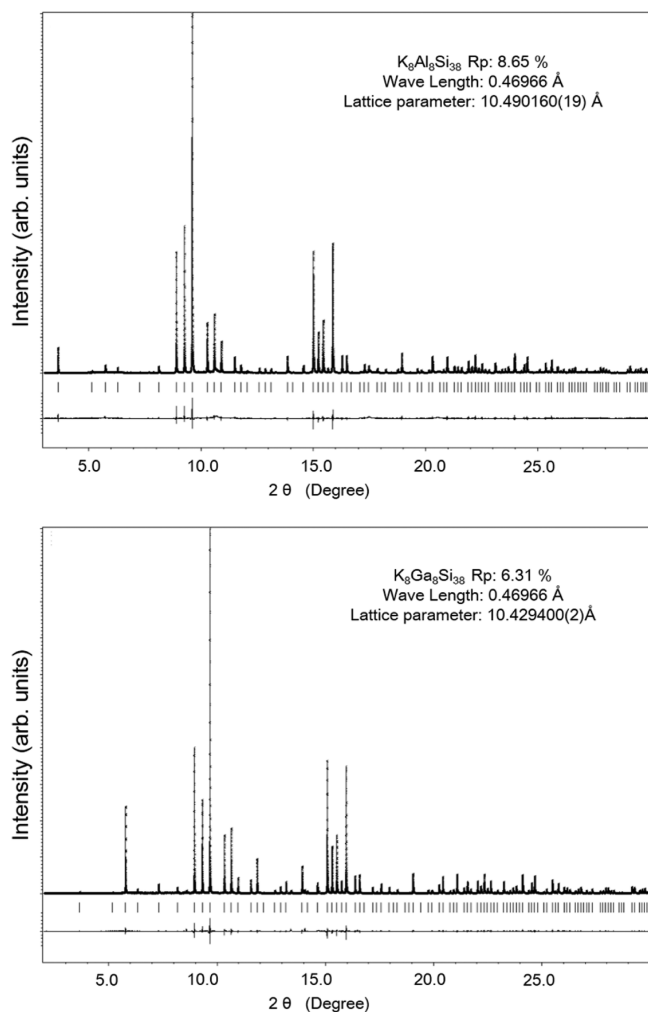 K₈Al₈Si₃₈ Rp: 8.65 %
Wave Length: 0.46966 Å
Lattice parameter: 10.490160(19) Å
Intensity (arb. units)
5.0 10.0 15.0 20.0 25.0
2 θ (Degree)
K₈Ga₈Si₃₈ Rp: 6.31 %
Wave Length: 0.46966 Å
Lattice parameter: 10.429400(2)Å
Intensity (arb. units)
5.0 10.0 15.0 20.0 25.0
2 θ (Degree)